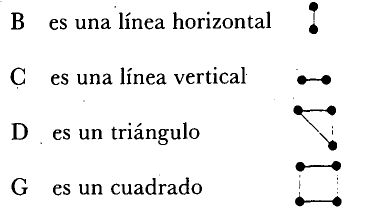 B es una línea horizontal
C es una línea vertical
D es un triángulo
G es un cuadrado